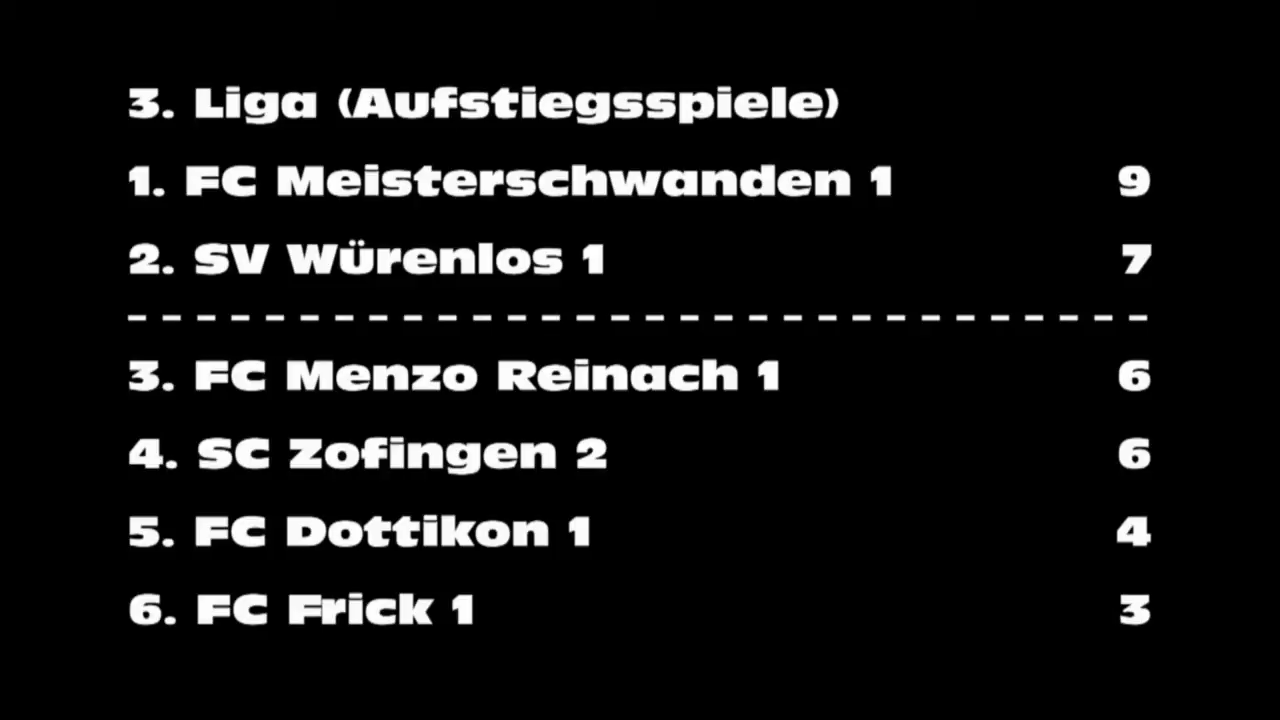 3. Liga (Aufstiegsspiele)
1. FC Meisterschwanden 1 9
2. SV Würenlos 1 7
------------------------------
3. FC Menzo Reinach 1 6
4. SC Zofingen 2 6
5. FC Dottikon 1 4
6. FC Frick 1 3